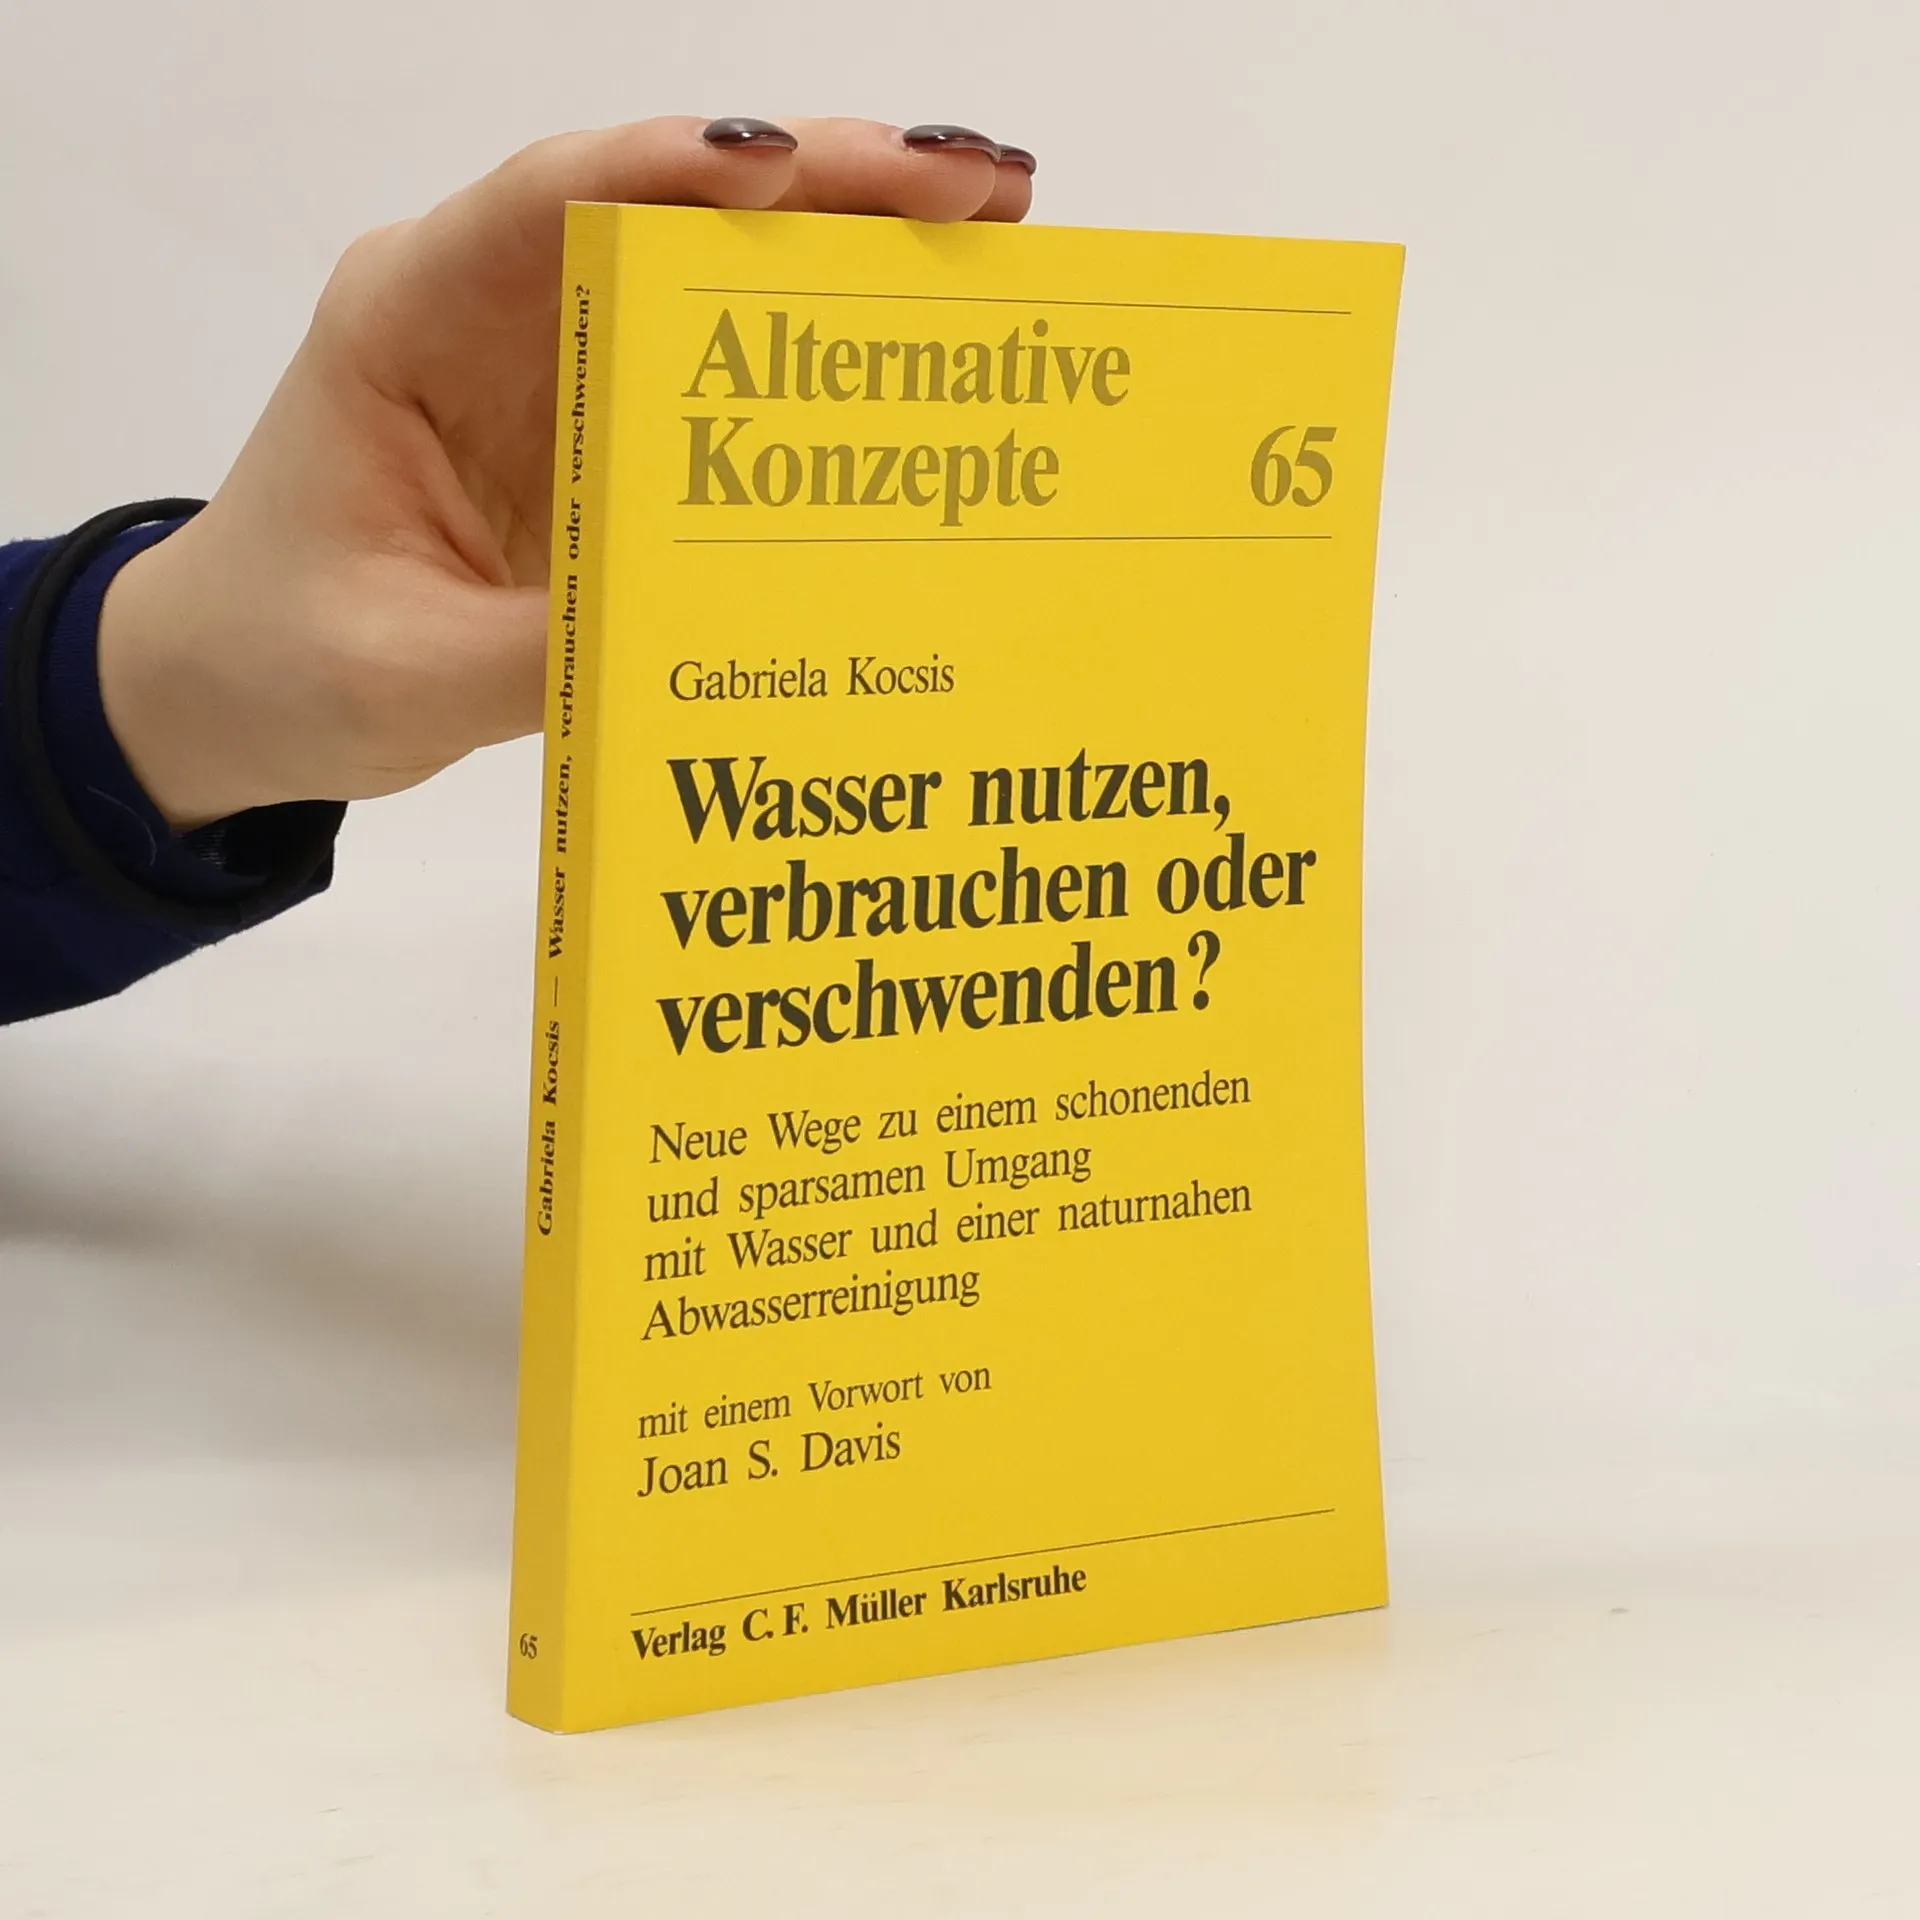 Alternative
Konzepte 65
Gabriela Kocsis
Wasser nutzen,
verbrauchen oder
verschwenden?
Neue Wege zu einem schonenden
und sparsamen Umgang
mit Wasser und einer naturnahen
Abwasserreinigung
mit einem Vorwort von
Joan S. Davis
Verlag C. F. Müller Karlsruhe
Gabriela Kocsis — Wasser nutzen, verbrauchen oder verschwenden?
65